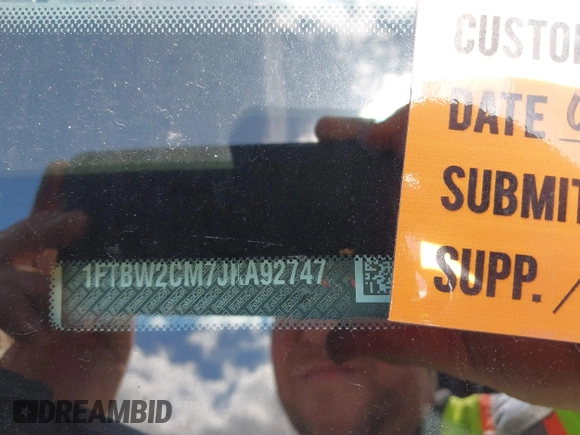 CUSTO
DATE
SUBMIT
SUPP.
1FTBW2CM7JKA92747
DREAMBID